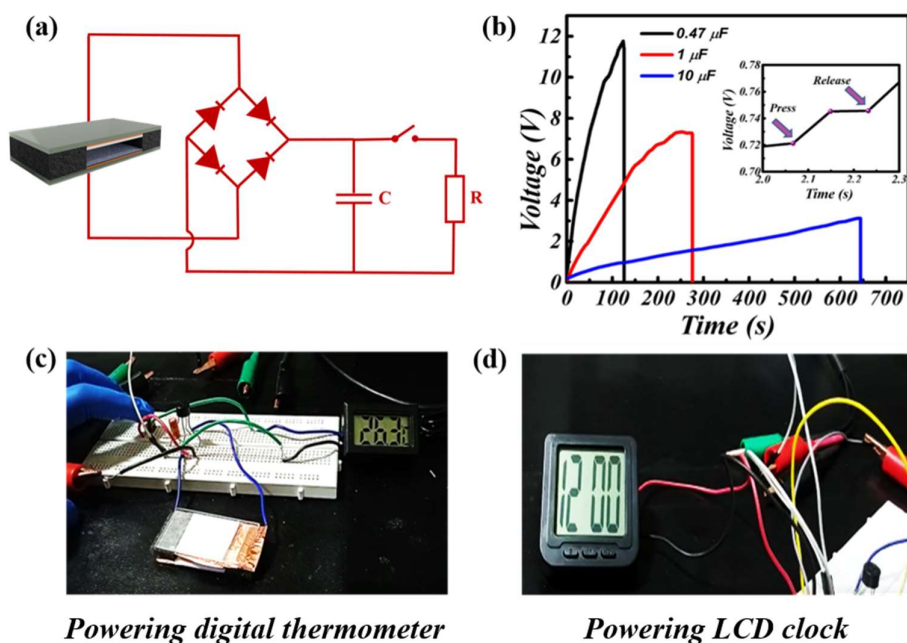 (a)
C
R
(b)
Voltage (V)
12
10
8
6
4
2
0
0 100 200 300 400 500 600 700
Time (s)
0.47 μF
1 μF
10 μF
0.78
0.76
0.74
0.72
0.70
Voltage (V)
Press
Release
2.0 2.1 2.2 2.3
Time (s)
(c)
Powering digital thermometer
(d)
12:00
Powering LCD clock